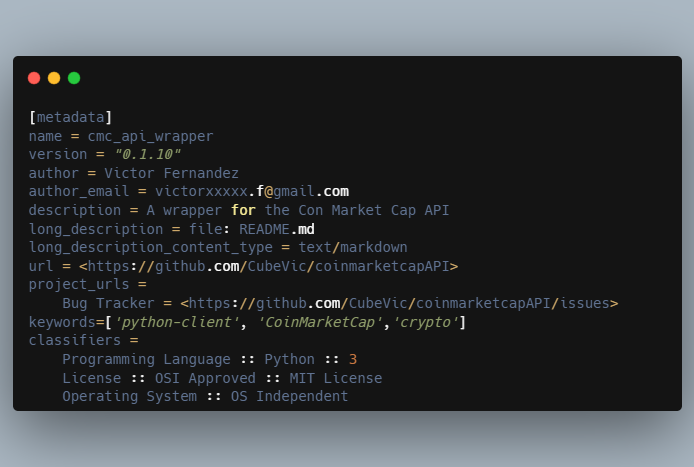 [metadata]
name = cmc_api_wrapper
version = "0.1.10"
author = Victor Fernandez
author_email = victorxxxxx.f@gmail.com
description = A wrapper for the Con Market Cap API
long_description = file: README.md
long_description_content_type = text/markdown
url = <https://github.com/CubeVic/coinmarketcapAPI>
project_urls =
    Bug Tracker = <https://github.com/CubeVic/coinmarketcapAPI/issues>
keywords=['python-client', 'CoinMarketCap','crypto']
classifiers =
    Programming Language :: Python :: 3
    License :: OSI Approved :: MIT License
    Operating System :: OS Independent